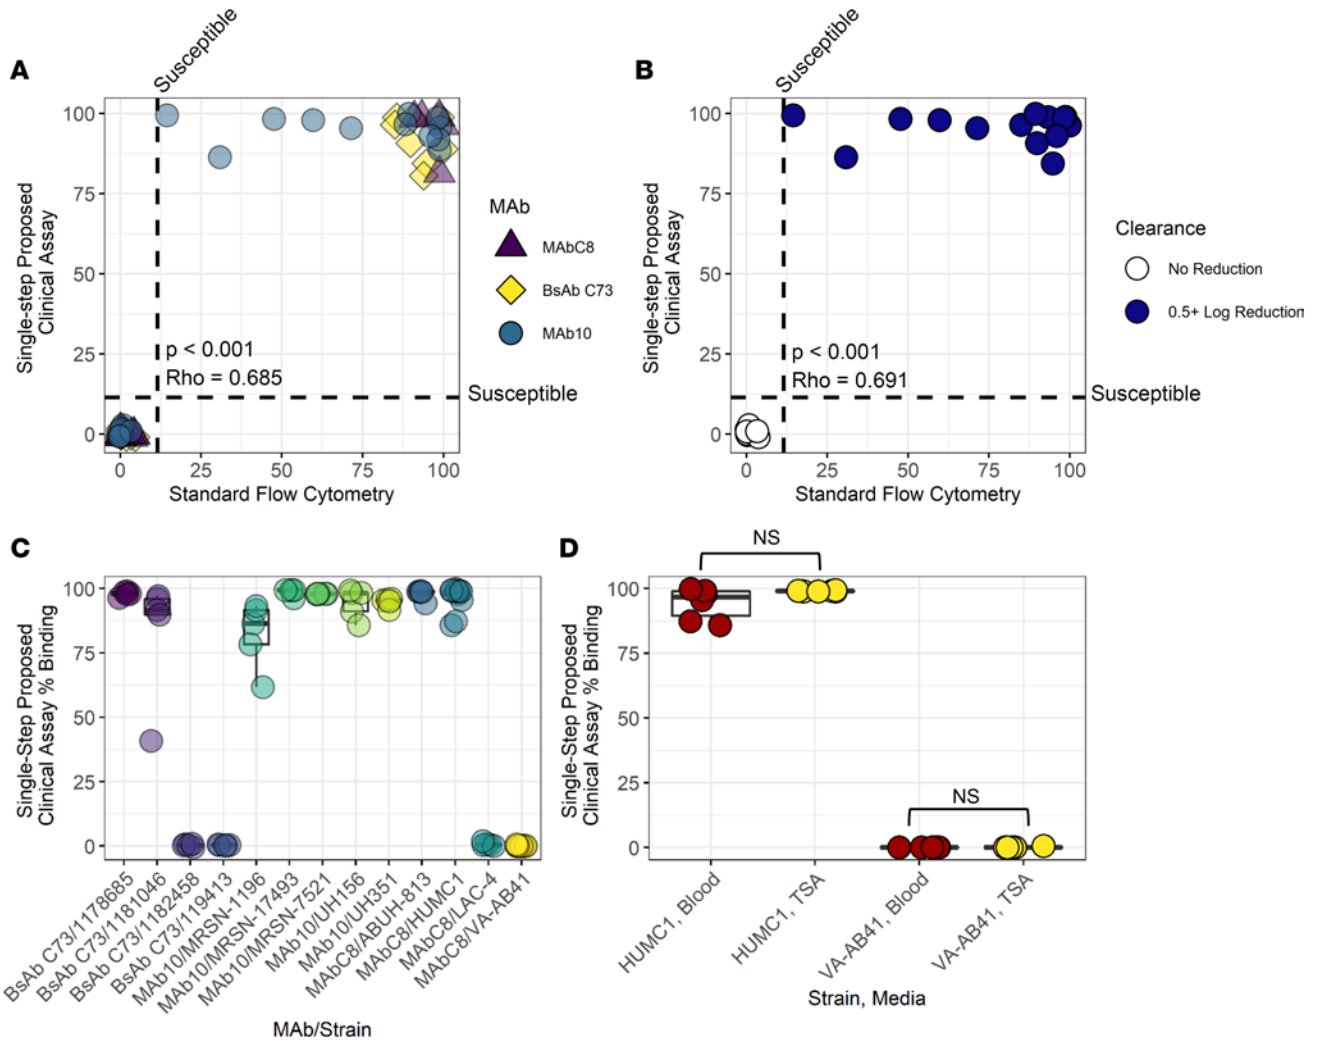 A
Susceptible
Single-step Proposed
Clinical Assay
100
75
50
25
0
p < 0.001
Rho = 0.685
Susceptible
0
25
50
75
100
Standard Flow Cytometry
MAb
MAbC8
BsAb C73
MAb10
B
Susceptible
Single-step Proposed
Clinical Assay
100
75
50
25
0
p < 0.001
Rho = 0.691
Susceptible
0
25
50
75
100
Standard Flow Cytometry
Clearance
No Reduction
0.5+ Log Reduction
C
Single-Step Proposed
Clinical Assay % Binding
100
75
50
25
0
BsAb C73/1178685
BsAb C73/1181046
BsAb C73/1182458
BsAb C73/119413
MAb10/MRSN-1196
MAb10/MRSN-17493
MAb10/MRSN-7521
MAb10/UH156
MAb10/UH351
MAbC8/ABUH-813
MAbC8/HUMC1
MAbC8/LAC-4
MAbC8/VA-AB41
MAb/Strain
D
Single-Step Proposed
Clinical Assay % Binding
100
75
50
25
0
NS
NS
HUMC1, Blood
HUMC1, TSA
VA-AB41, Blood
VA-AB41, TSA
Strain, Media